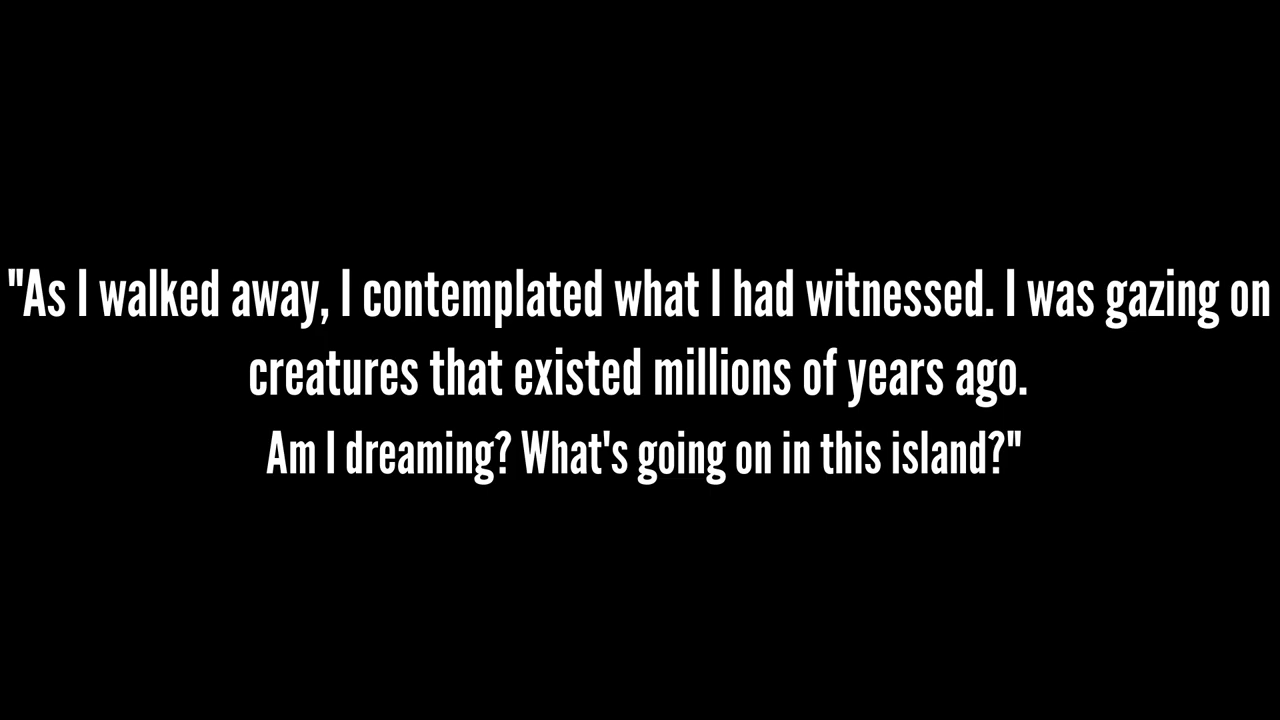 "As I walked away, I contemplated what I had witnessed. I was gazing on
creatures that existed millions of years ago.
Am I dreaming? What's going on in this island?"